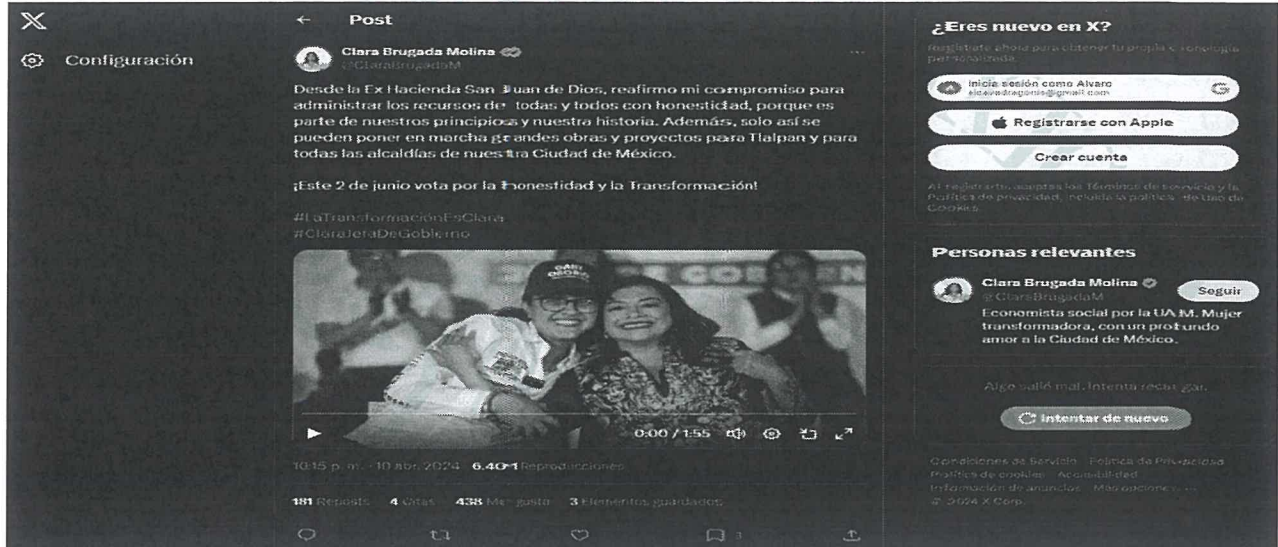 Post
Configuración
Clara Brugada Molina
@ClaraBrugadaM
Desde la Ex Hacienda San Juan de Dios, reafirmo mi compromiso para
administrar los recursos de todas y todos con honestidad, porque es
parte de nuestros principios y nuestra historia. Además, solo así se
pueden poner en marcha grandes obras y proyectos para Tlalpan y para
todas las alcaldías de nuestra Ciudad de México.
¡Este 2 de junio vota por la honestidad y la Transformación!
#LaTransformaciónEsClara
#ClaraJefaDeGobierno
0:00 / 1:55
10:15 p. m. · 10 abr. 2024 Reproducciones
181 Reposts 4 Citas 438 Me gusta 3 Elementos guardados
3
¿Eres nuevo en X?
Regístrate ahora para obtener tu propia cronología
personalizada.
Inicia sesión como Alvaro
@gmail.com
Registrarse con Apple
Crear cuenta
Al registrarte, aceptas los Términos de servicio y la
Política de privacidad, incluida la política de Uso de
Cookies.
Personas relevantes
Clara Brugada Molina
@ClaraBrugadaM
Seguir
Economista social por la UAM. Mujer
transformadora, con un profundo
amor a la Ciudad de México.
Algo salió mal. Intenta recargar.
Intentar de nuevo
Condiciones de Servicio Política de Privacidad
Política de cookies Accesibilidad
Información de anuncios Más opciones ···
© 2024 X Corp.